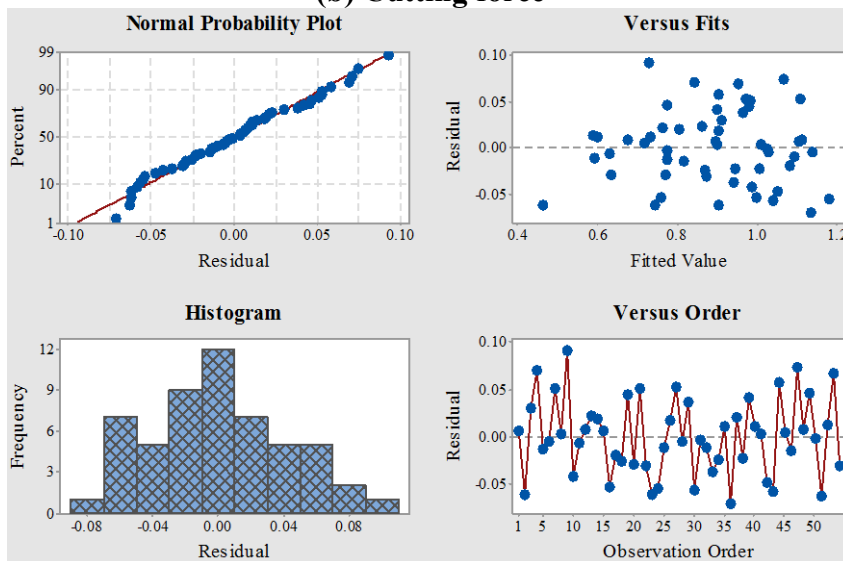 (b) Cutting force
Normal Probability Plot
99
90
50
10
1
Percent
-0.10 -0.05 0.00 0.05 0.10
Residual
Versus Fits
0.10
0.05
0.00
-0.05
Residual
0.4 0.6 0.8 1.0 1.2
Fitted Value
Histogram
12
9
6
3
0
Frequency
-0.08 -0.04 0.00 0.04 0.08
Residual
Versus Order
0.10
0.05
0.00
-0.05
Residual
1 5 10 15 20 25 30 35 40 45 50
Observation Order